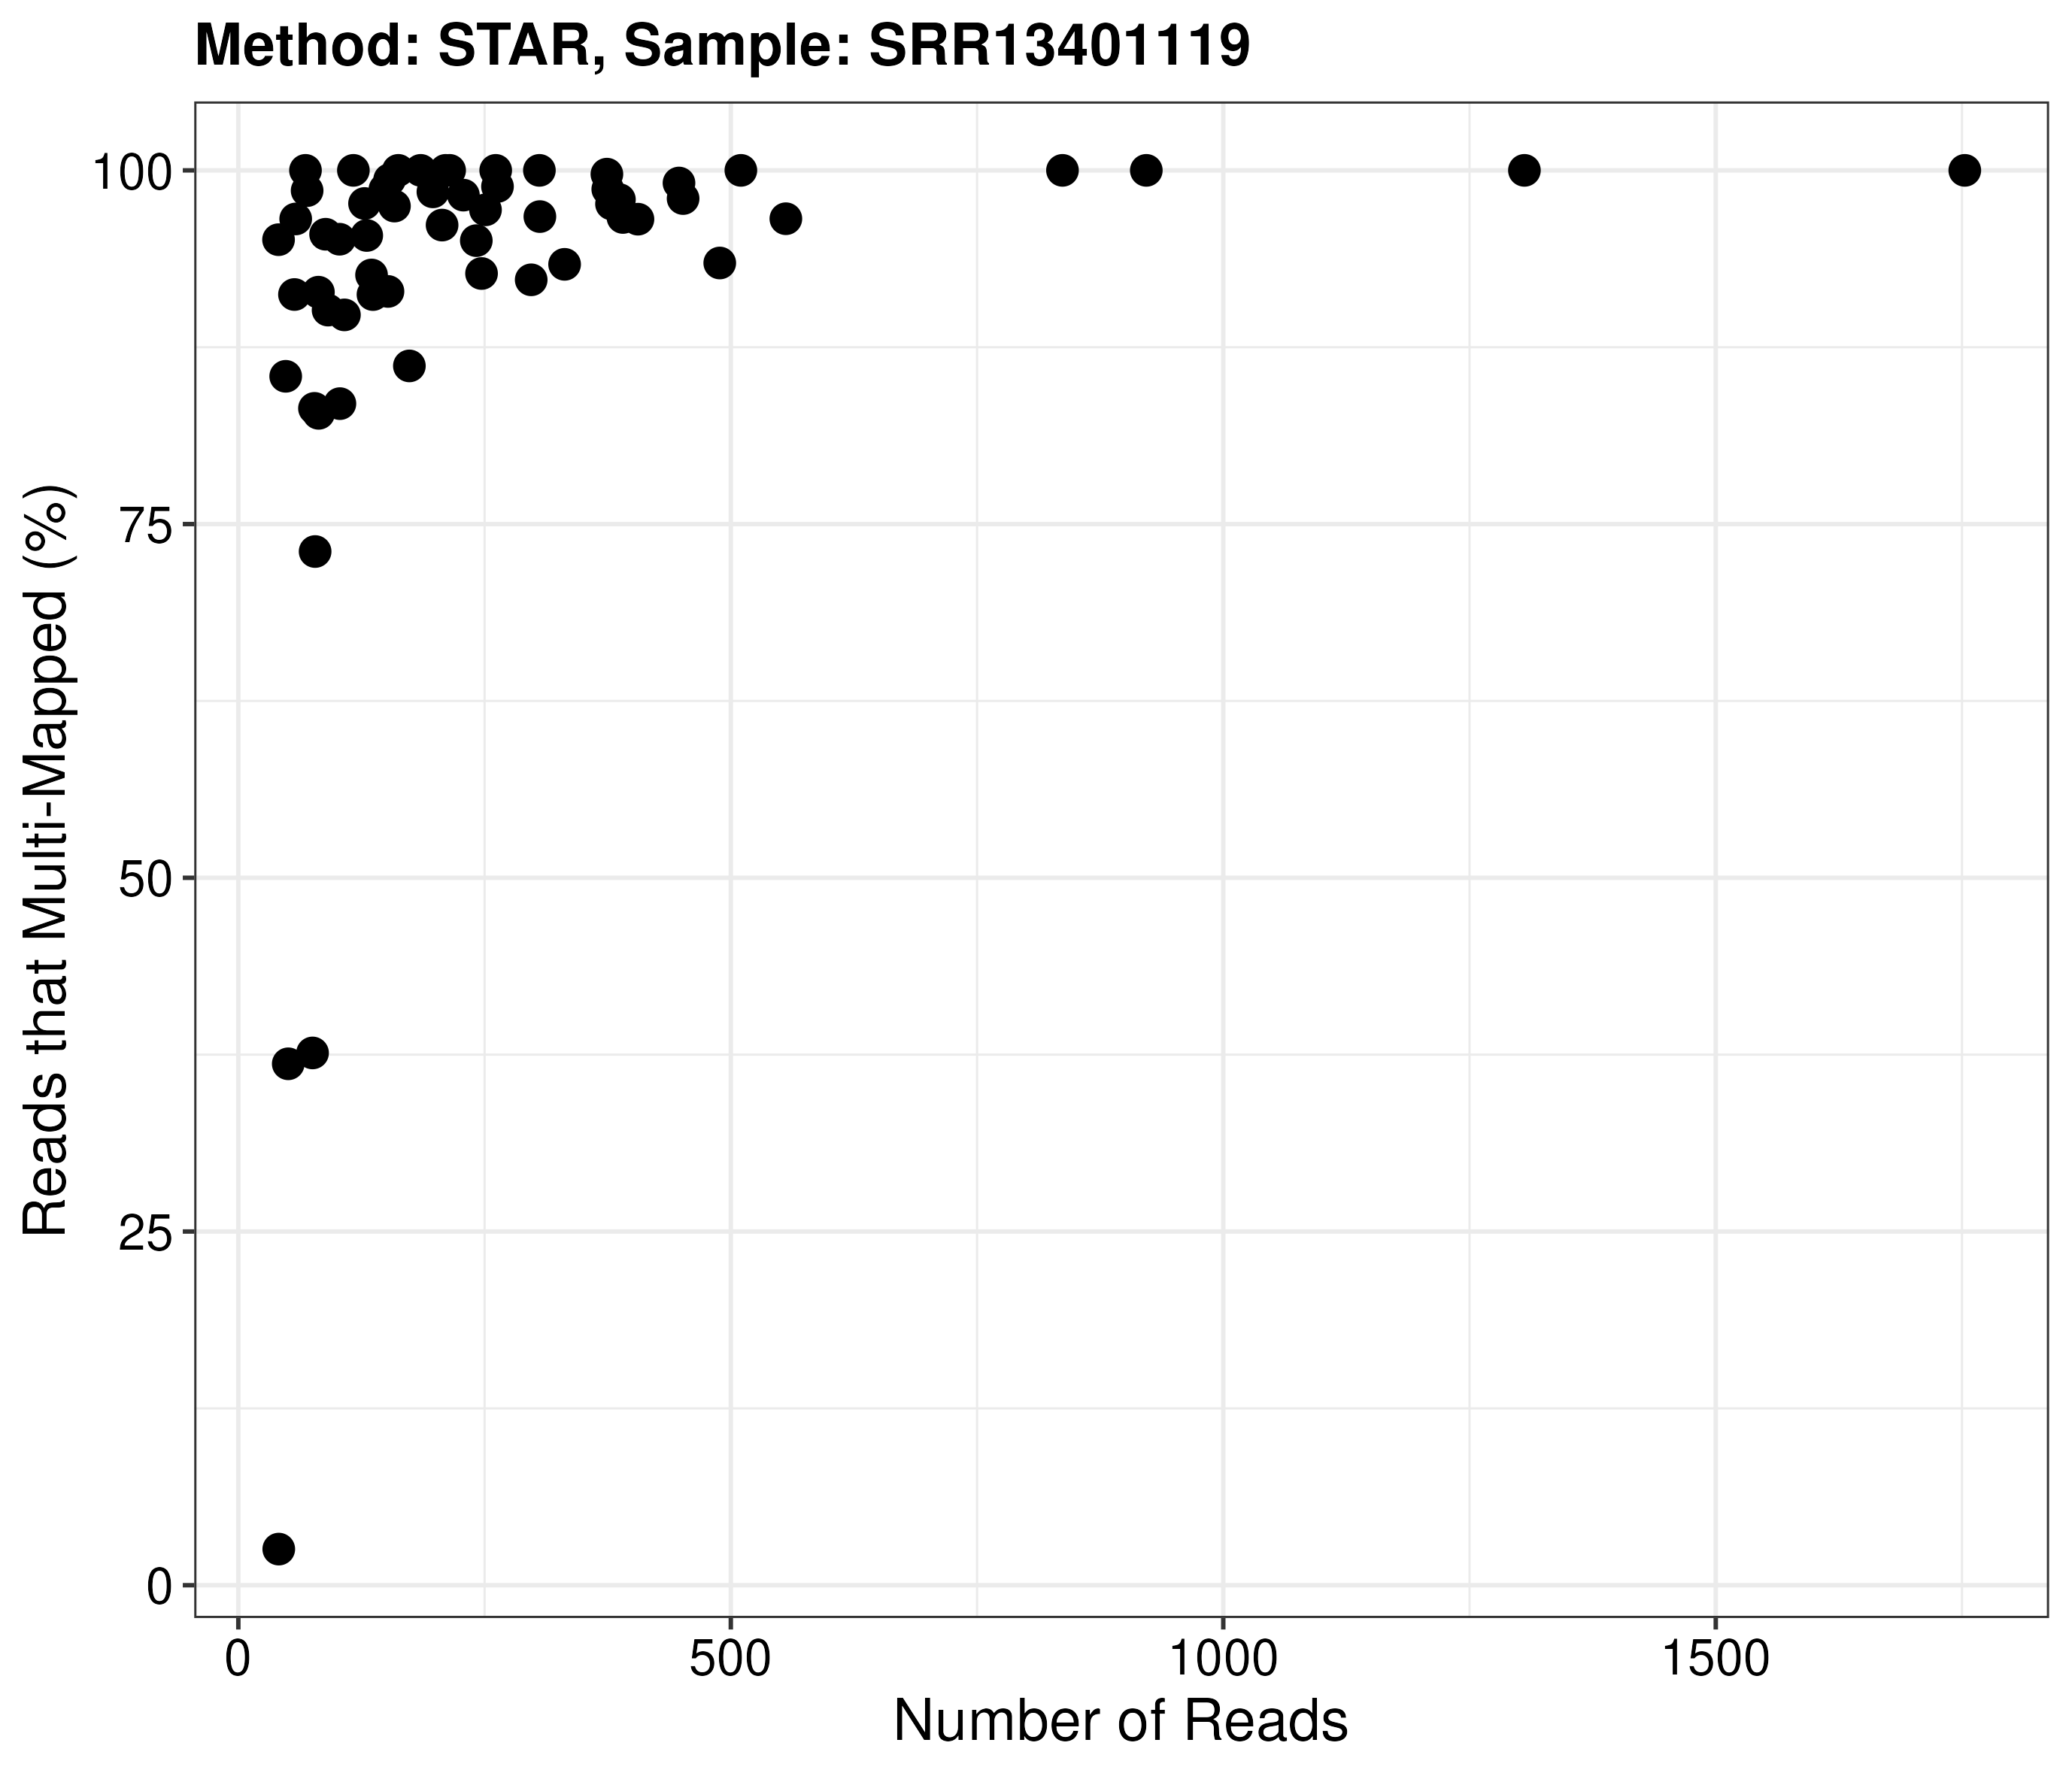 Method: STAR, Sample: SRR13401119
Reads that Multi-Mapped (%)
100
75
50
25
0
0 500 1000 1500
Number of Reads